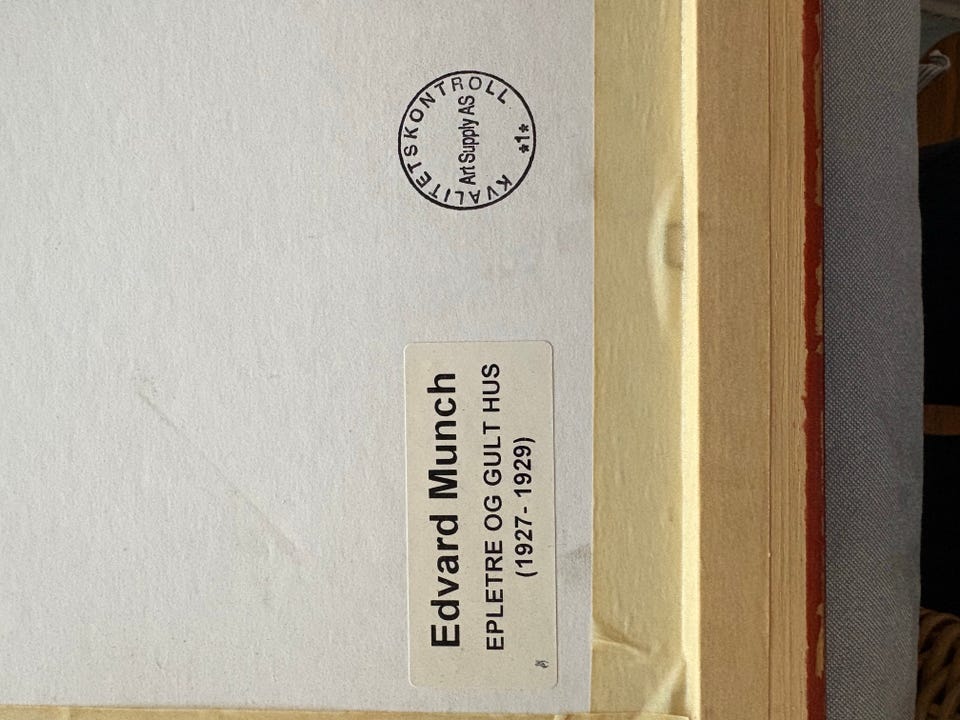 Edvard Munch
EPLETRE OG GULT HUS
(1927- 1929)
KVALITETSKONTROLL
Art Supply AS
*1*